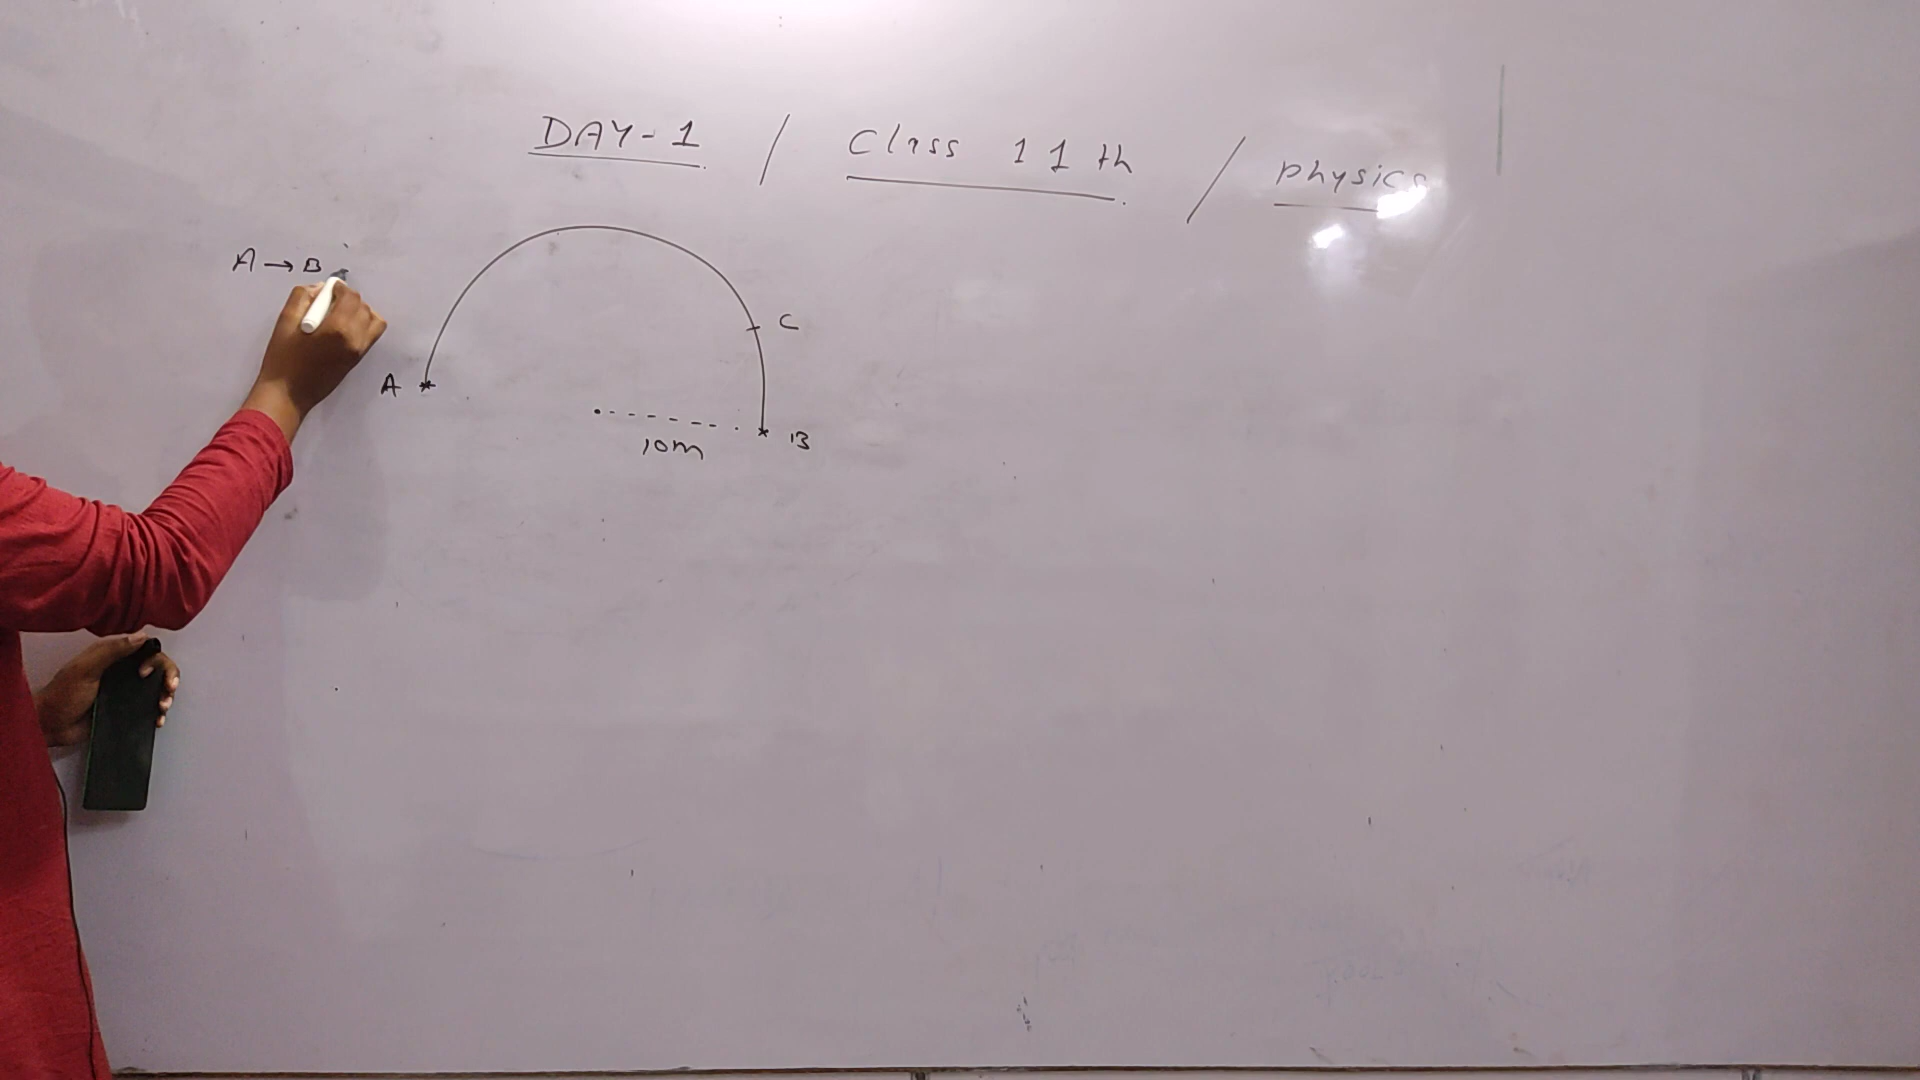 DAY-1 / Class 11th / physics
A→B
C
A
B
10m